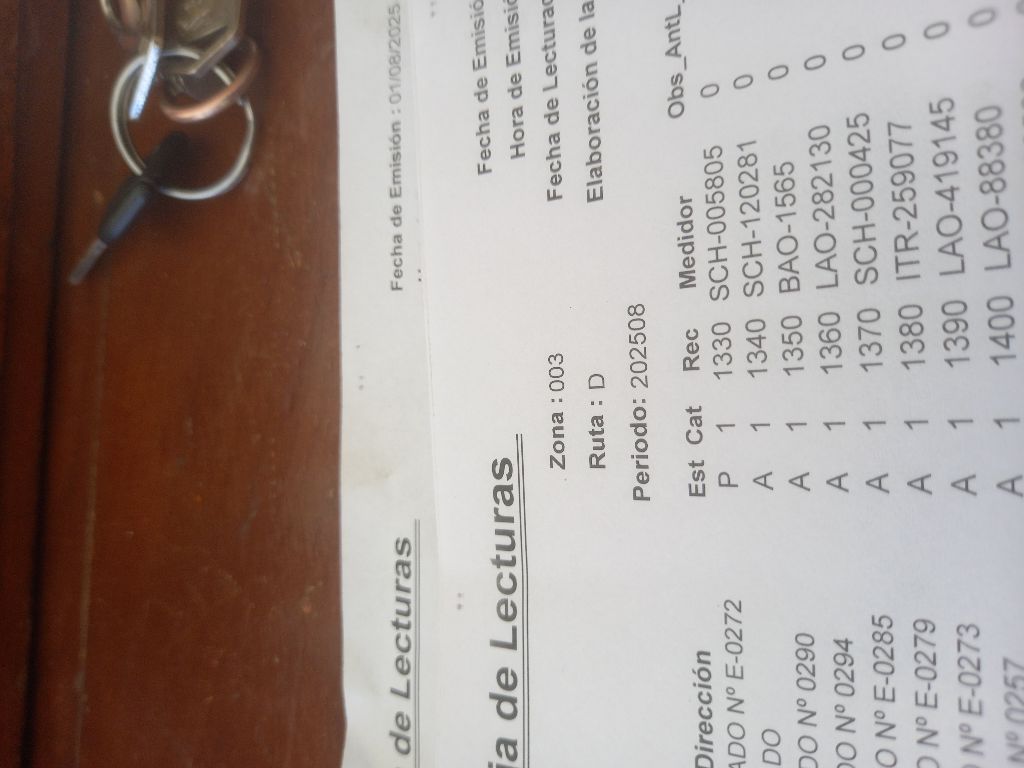 de Lecturas
Fecha de Emisión : 01/08/2025
ja de Lecturas
Fecha de Emisió
Hora de Emisió
Zona : 003
Fecha de Lecturac
Ruta : D
Elaboración de la
Periodo: 202508
Dirección Est Cat Rec Medidor Obs_Antl_
ADO Nº E-0272 P 1 1330 SCH-005805 0
DO A 1 1340 SCH-120281 0
DO Nº 0290 A 1 1350 BAO-1565 0
DO Nº 0294 A 1 1360 LAO-282130 0
O Nº E-0285 A 1 1370 SCH-000425 0
O Nº E-0279 A 1 1380 ITR-259077 0
Nº E-0273 A 1 1390 LAO-419145 0
Nº 0257 A 1 1400 LAO-88380 0